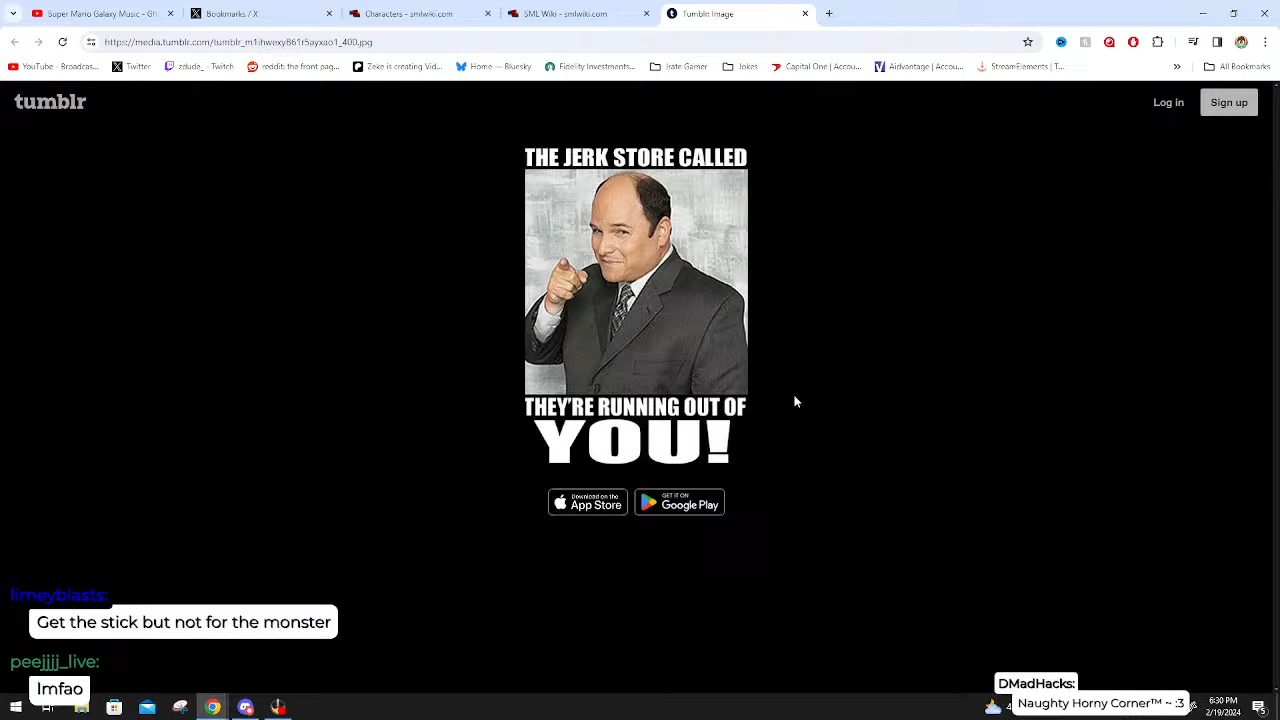 Super Mario Galaxy Music - Gh
Bookmarks / X
Characters - smlwiki.com
SML Wiki - smlwiki.com
Tumblr Image
https://media.tumblr.com/tumblr_m1ihwexy861r5ayxao1_400.jpg
YouTube - Broadcas...
Twitter
zckdude_ - Twitch
reddit: the front pag...
Zeke is creating Vid...
Home — Bluesky
Fidelity Investments...
Irate Gamer
Jokes
Capital One | Accou...
Aidvantage | Accou...
StreamElements | T...
All Bookmarks
tumblr
Log in
Sign up
THE JERK STORE CALLED
THEY'RE RUNNING OUT OF
YOU!
Download on the
App Store
GET IT ON
Google Play
limeyblasts:
Get the stick but not for the monster
peejjjj_live:
lmfao
DMadHacks:
Naughty Horny Corner™ ~ :3
6:30 PM
2/19/2024